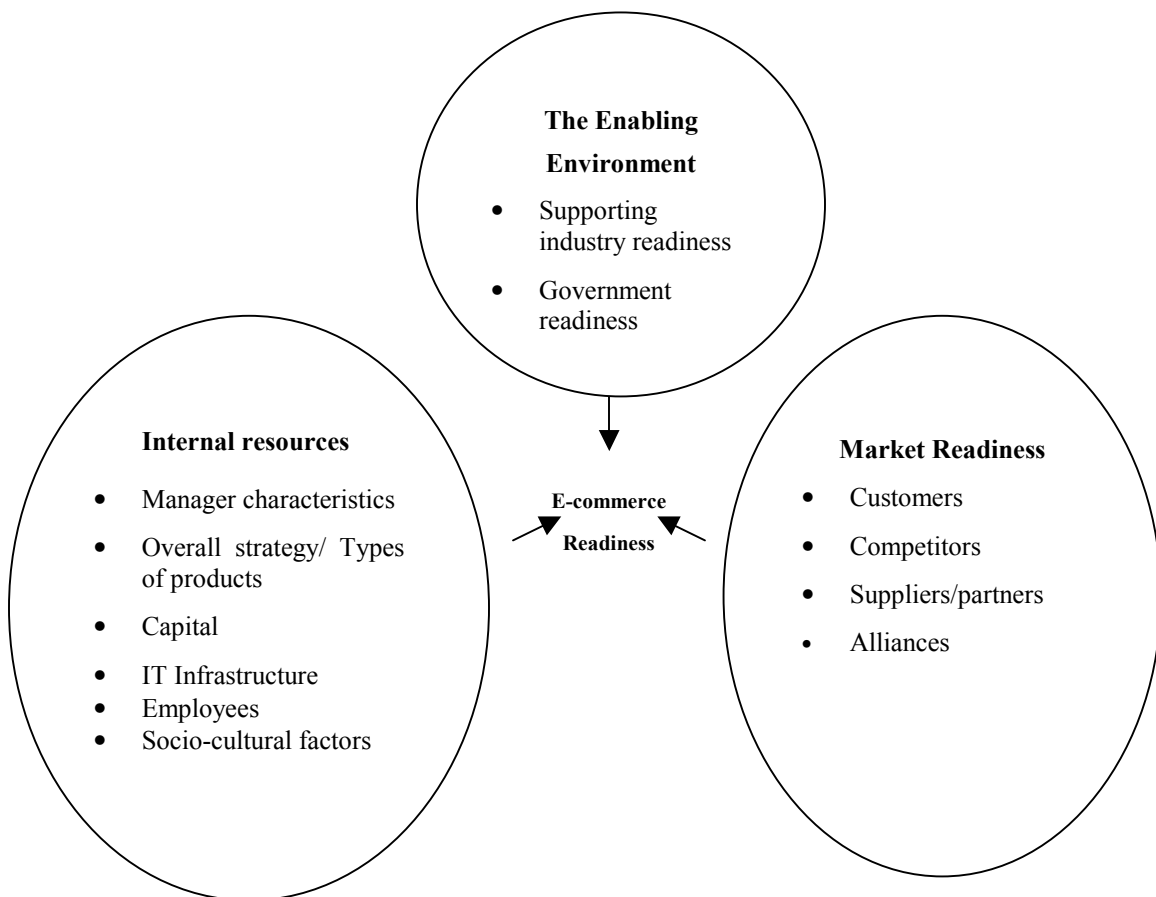 The Enabling
Environment
• Supporting
industry readiness
• Government
readiness
Internal resources
• Manager characteristics
• Overall strategy/ Types
of products
• Capital
• IT Infrastructure
• Employees
• Socio-cultural factors
E-commerce
Readiness
Market Readiness
• Customers
• Competitors
• Suppliers/partners
• Alliances